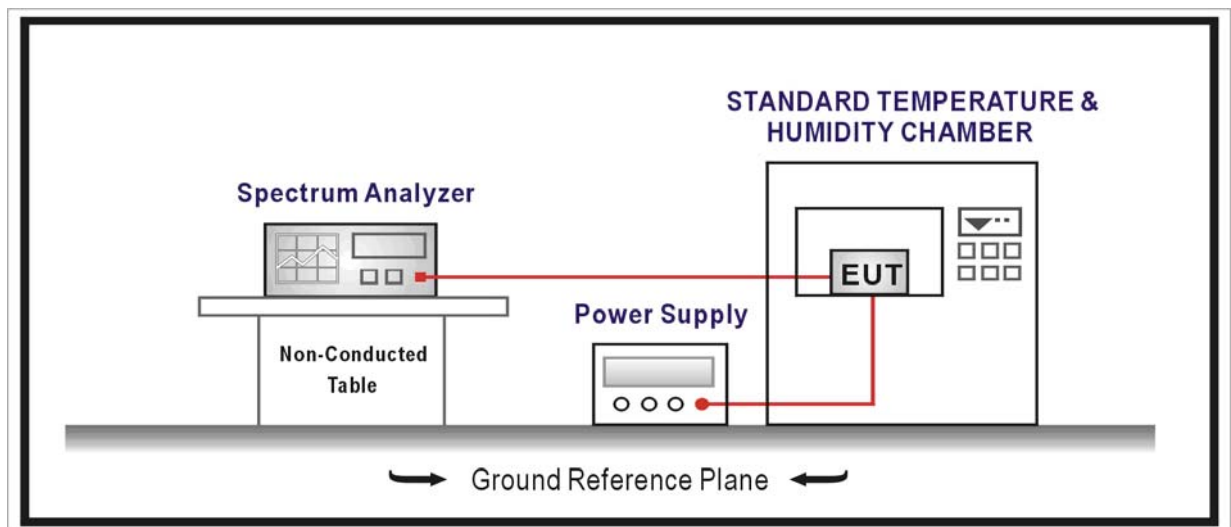 STANDARD TEMPERATURE &
HUMIDITY CHAMBER
Spectrum Analyzer
EUT
Power Supply
Non-Conducted
Table
Ground Reference Plane